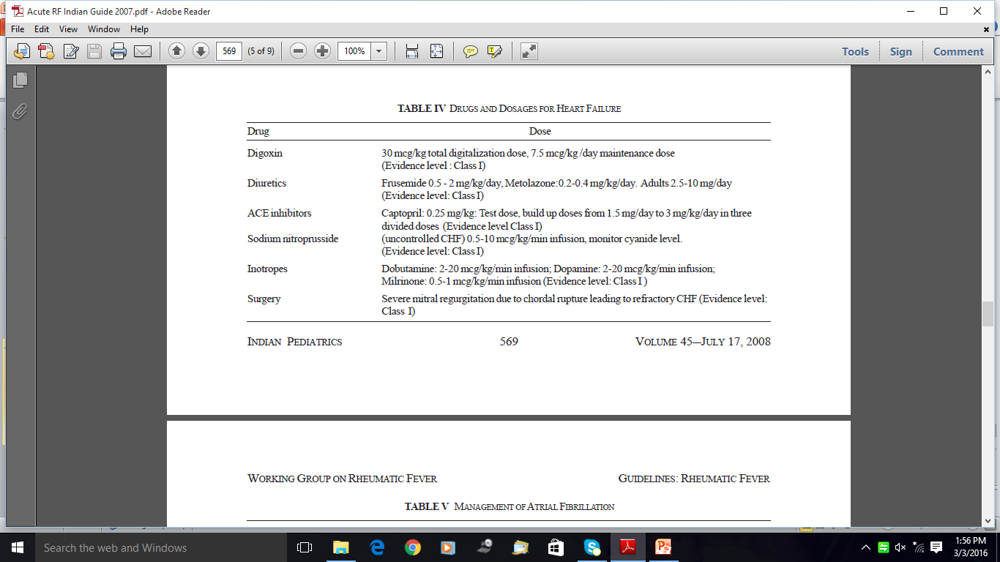 Acute RF Indian Guide 2007.pdf - Adobe Reader
File Edit View Window Help
569 (5 of 9) 100% Tools Sign Comment
TABLE IV DRUGS AND DOSAGES FOR HEART FAILURE
Drug Dose
Digoxin 30 mcg/kg total digitalization dose, 7.5 mcg/kg /day maintenance dose
(Evidence level : Class I)
Diuretics Frusemide 0.5 - 2 mg/kg/day, Metolazone:0.2-0.4 mg/kg/day. Adults 2.5-10 mg/day
(Evidence level: Class I)
ACE inhibitors Captopril: 0.25 mg/kg: Test dose, build up doses from 1.5 mg/day to 3 mg/kg/day in three
divided doses (Evidence level Class I)
Sodium nitroprusside (uncontrolled CHF) 0.5-10 mcg/kg/min infusion, monitor cyanide level.
(Evidence level: Class I)
Inotropes Dobutamine: 2-20 mcg/kg/min infusion; Dopamine: 2-20 mcg/kg/min infusion;
Milrinone: 0.5-1 mcg/kg/min infusion (Evidence level: Class I )
Surgery Severe mitral regurgitation due to chordal rupture leading to refractory CHF (Evidence level:
Class I)
INDIAN PEDIATRICS 569 VOLUME 45—JULY 17, 2008
WORKING GROUP ON RHEUMATIC FEVER GUIDELINES: RHEUMATIC FEVER
TABLE V MANAGEMENT OF ATRIAL FIBRILLATION
Search the web and Windows
1:56 PM
3/3/2016